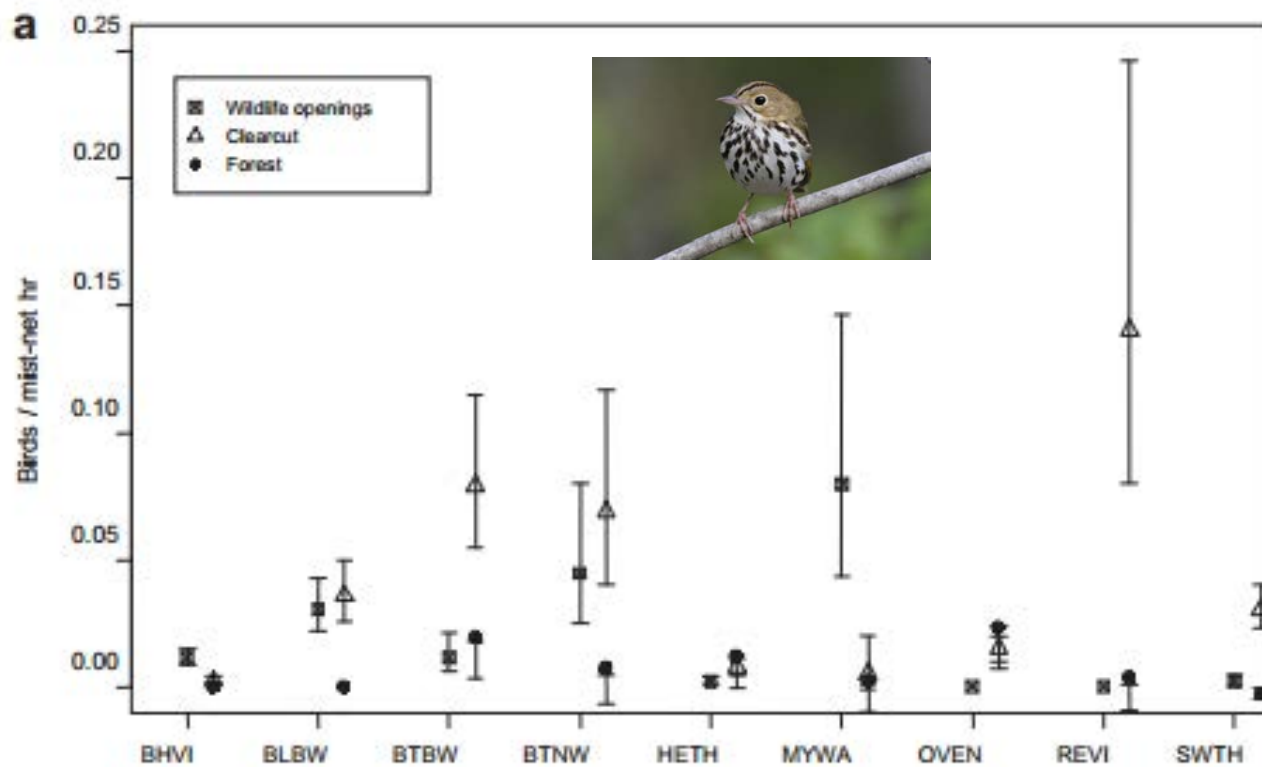 a
0.25
Wildlife openings
Clearcut
Forest
0.20
0.15
Birds / mist-net hr
0.10
0.05
0.00
BHVI BLBW BTBW BTNW HETH MYWA OVEN REVI SWTH